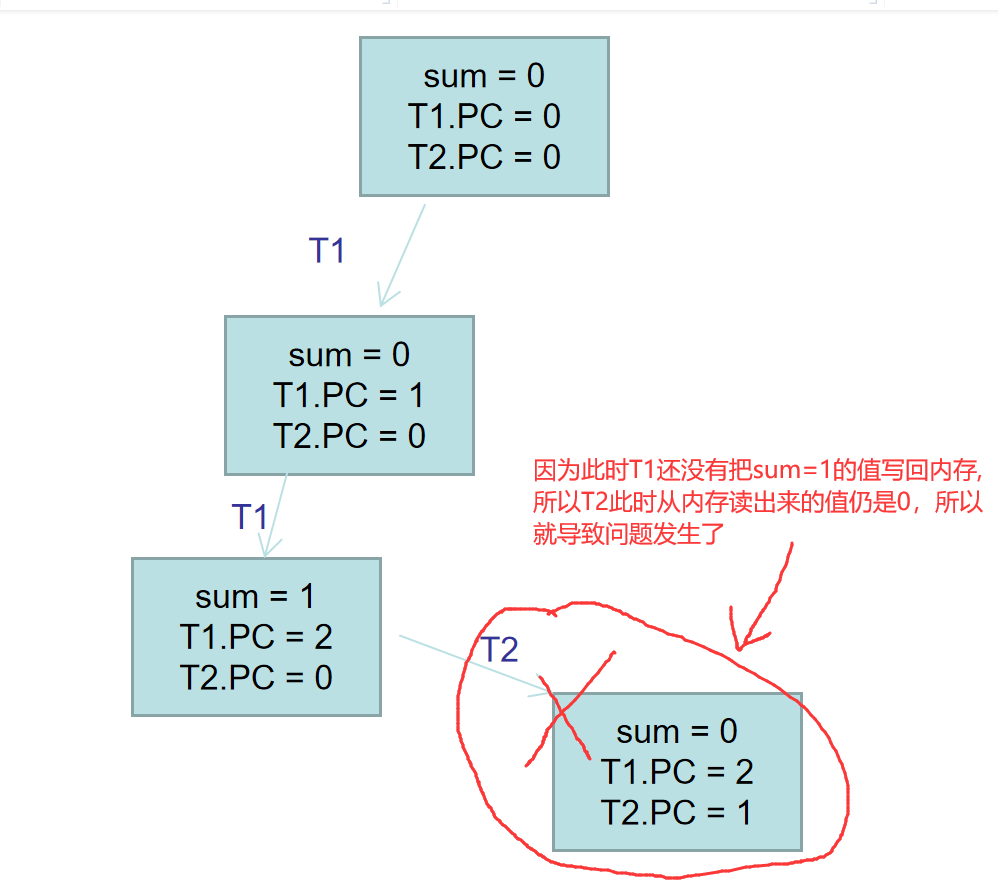 sum = 0
T1.PC = 0
T2.PC = 0
T1
sum = 0
T1.PC = 1
T2.PC = 0
因为此时T1还没有把sum=1的值写回内存,
所以T2此时从内存读出来的值仍是0，所以
就导致问题发生了
T1
sum = 1
T1.PC = 2
T2.PC = 0
T2
sum = 0
T1.PC = 2
T2.PC = 1